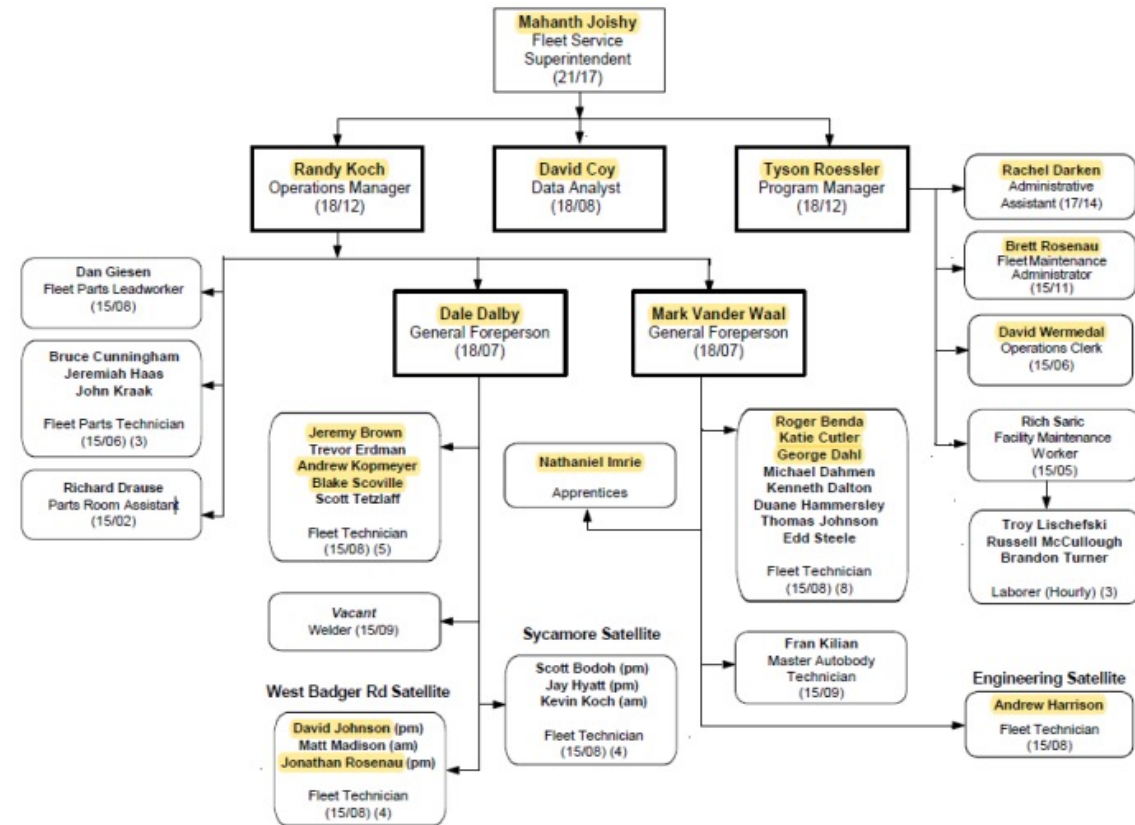 Mahanth Joishy
Fleet Service
Superintendent
(21/17)
Randy Koch
Operations Manager
(18/12)
David Coy
Data Analyst
(18/08)
Tyson Roessler
Program Manager
(18/12)
Rachel Darken
Administrative
Assistant (17/14)
Brett Rosenau
Fleet Maintenance
Administrator
(15/11)
David Wermedal
Operations Clerk
(15/06)
Rich Saric
Facility Maintenance
Worker
(15/05)
Troy Lischefski
Russell McCullough
Brandon Turner
Laborer (Hourly) (3)
Dan Giesen
Fleet Parts Leadworker
(15/08)
Bruce Cunningham
Jeremiah Haas
John Kraak
Fleet Parts Technician
(15/06) (3)
Richard Drause
Parts Room Assistant
(15/02)
Dale Dalby
General Foreperson
(18/07)
Mark Vander Waal
General Foreperson
(18/07)
Jeremy Brown
Trevor Erdman
Andrew Kopmeyer
Blake Scoville
Scott Tetzlaff
Fleet Technician
(15/08) (5)
Nathaniel Imrie
Apprentices
Roger Benda
Katie Cutler
George Dahl
Michael Dahmen
Kenneth Dalton
Duane Hammersley
Thomas Johnson
Edd Steele
Fleet Technician
(15/08) (8)
Vacant
Welder (15/09)
Sycamore Satellite
Scott Bodoh (pm)
Jay Hyatt (pm)
Kevin Koch (am)
Fleet Technician
(15/08) (4)
Fran Kilian
Master Autobody
Technician
(15/09)
West Badger Rd Satellite
David Johnson (pm)
Matt Madison (am)
Jonathan Rosenau (pm)
Fleet Technician
(15/08) (4)
Engineering Satellite
Andrew Harrison
Fleet Technician
(15/08)